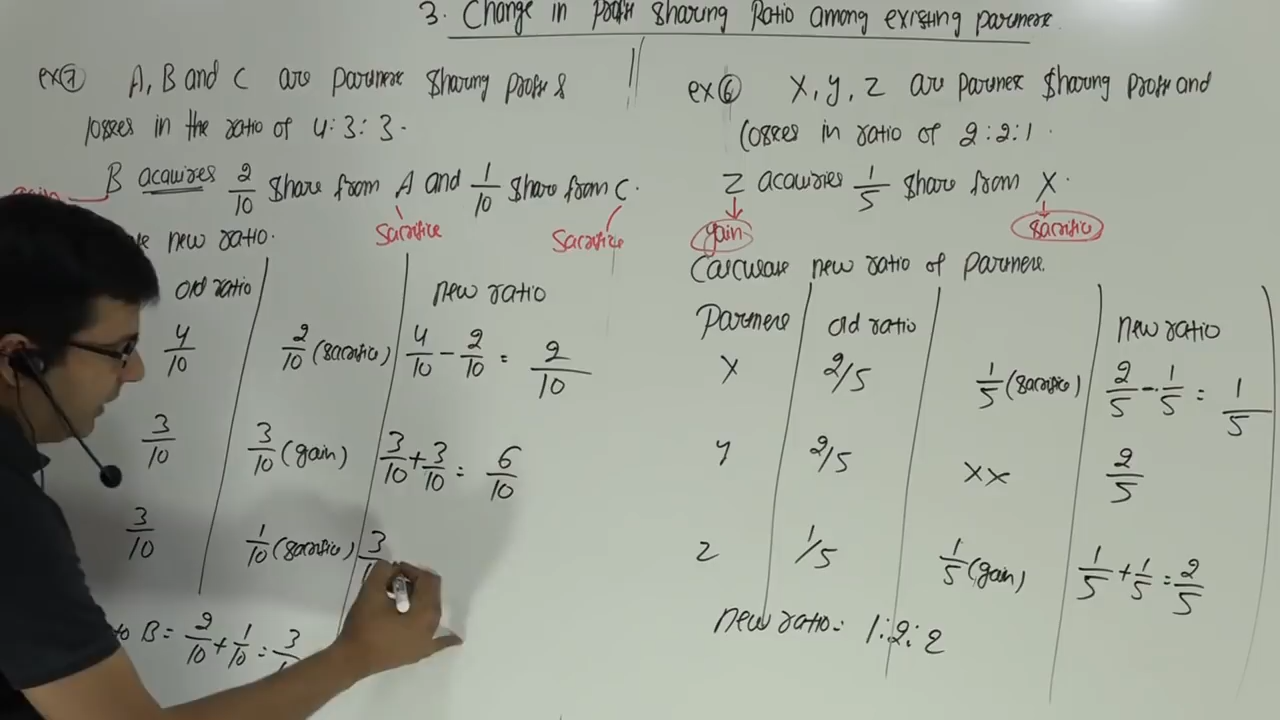 3. Change in Profit Sharing Ratio among existing partners
ex⑦ A, B and C are partners sharing profit &
losses in the ratio of 4:3:3.
B acquires 2/10 share from A and 1/10 share from C.
Sacrifice Sacrifice
new ratio.
old ratio new ratio
4/10 2/10 (sacrifice) 4/10 - 2/10 = 2/10
3/10 3/10 (gain) 3/10 + 3/10 = 6/10
3/10 1/10 (sacrifice) 3
to B = 2/10 + 1/10 = 3
ex⑥ X, Y, Z are partner sharing profit and
losses in ratio of 2:2:1.
Z acquires 1/5 share from X.
gain sacrifice
Calculate new ratio of partners.
Partners old ratio new ratio
X 2/5 1/5 (sacrifice) 2/5 - 1/5 = 1/5
Y 2/5 XX 2/5
Z 1/5 1/5 (gain) 1/5 + 1/5 = 2/5
new ratio = 1:2:2